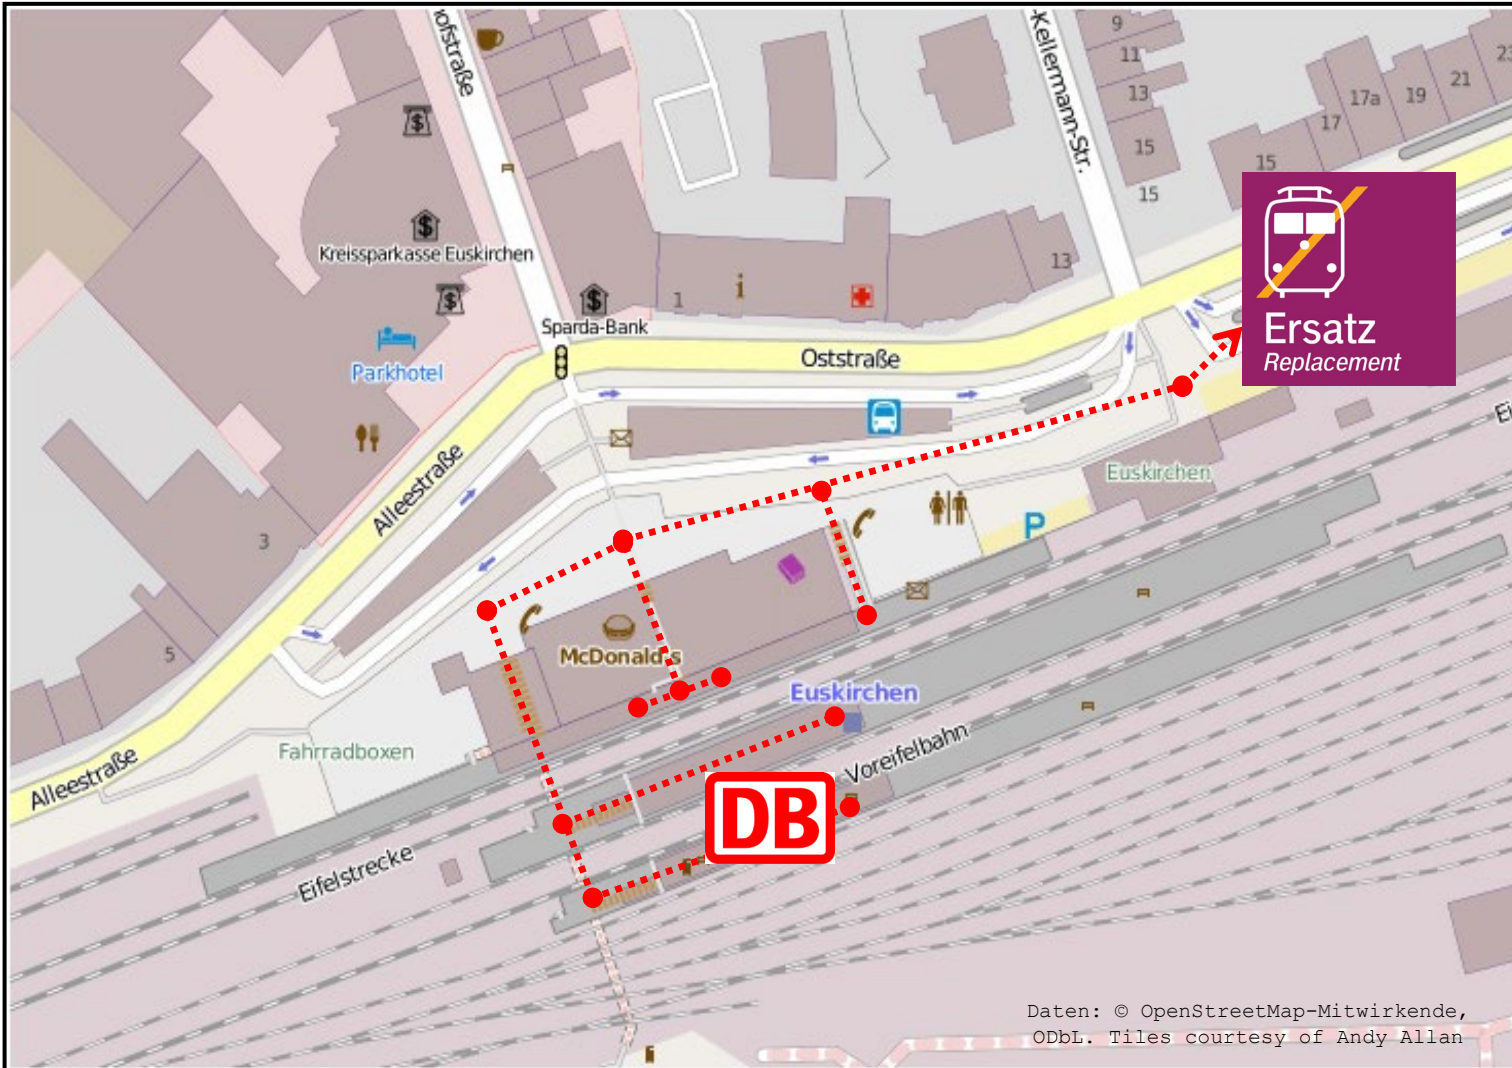 ofstraße
-Kellermann-Str.
9
11
13
15
15
17a
17
19
21
23
15
$
$
Kreissparkasse Euskirchen
$
$
Sparda-Bank
1
i
13
Parkhotel
Oststraße
Ersatz
Replacement
Alleestraße
3
5
Euskirchen
P
Ei
McDonald's
Euskirchen
Fahrradboxen
Voreifelbahn
Alleestraße
DB
Eifelstrecke
Daten: © OpenStreetMap-Mitwirkende,
ODbL. Tiles courtesy of Andy Allan